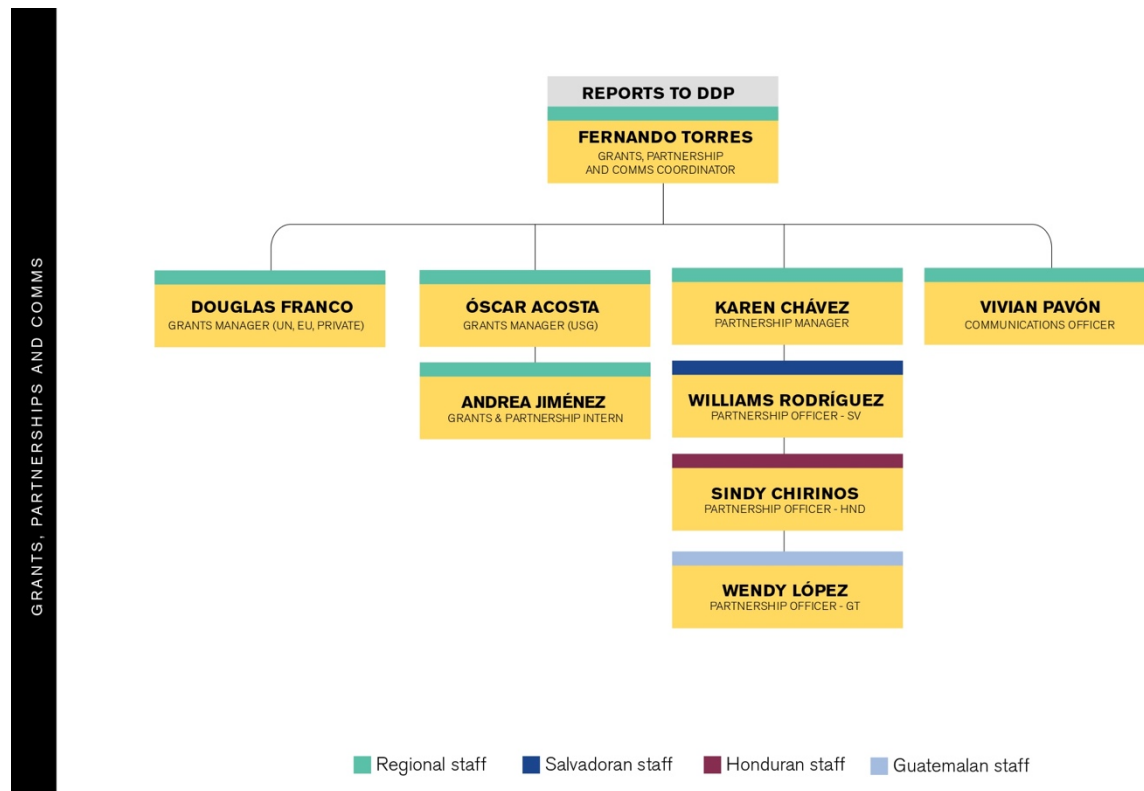 GRANTS, PARTNERSHIPS AND COMMS
REPORTS TO DDP
FERNANDO TORRES
GRANTS, PARTNERSHIP
AND COMMS COORDINATOR
DOUGLAS FRANCO
GRANTS MANAGER (UN, EU, PRIVATE)
ÓSCAR ACOSTA
GRANTS MANAGER (USG)
KAREN CHÁVEZ
PARTNERSHIP MANAGER
VIVIAN PAVÓN
COMMUNICATIONS OFFICER
ANDREA JIMÉNEZ
GRANTS & PARTNERSHIP INTERN
WILLIAMS RODRÍGUEZ
PARTNERSHIP OFFICER - SV
SINDY CHIRINOS
PARTNERSHIP OFFICER - HND
WENDY LÓPEZ
PARTNERSHIP OFFICER - GT
Regional staff
Salvadoran staff
Honduran staff
Guatemalan staff